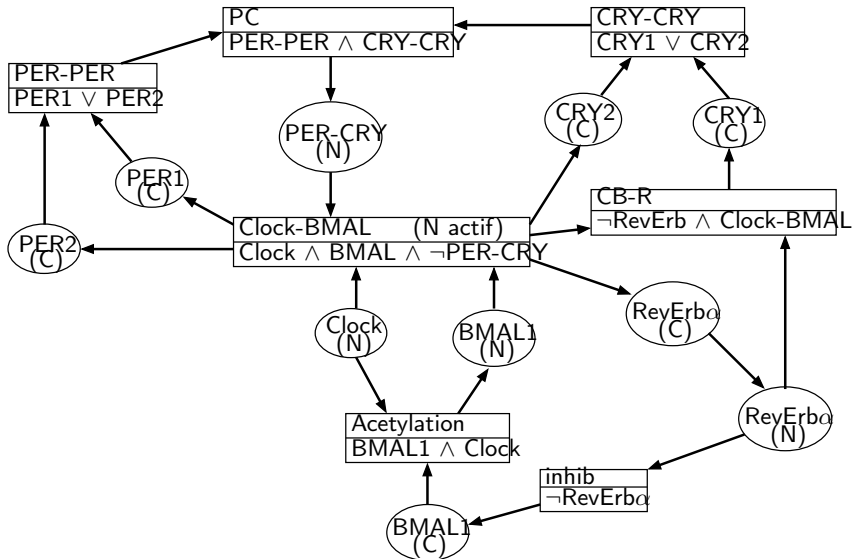 PC
PER-PER ∧ CRY-CRY
CRY-CRY
CRY1 ∨ CRY2
PER-PER
PER1 ∨ PER2
PER-CRY
(N)
CRY2
(C)
CRY1
(C)
PER1
(C)
CB-R
¬RevErb ∧ Clock-BMAL
Clock-BMAL (N actif)
Clock ∧ BMAL ∧ ¬PER-CRY
PER2
(C)
Clock
(N)
BMAL1
(N)
RevErbα
(C)
Acetylation
BMAL1 ∧ Clock
RevErbα
(N)
inhib
¬RevErbα
BMAL1
(C)